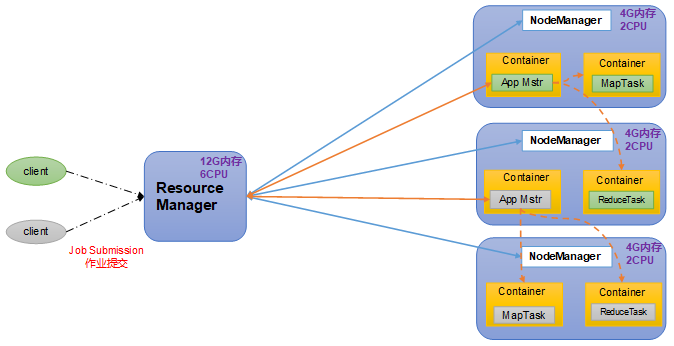 client
client
Job Submission
作业提交
12G内存
6CPU
Resource
Manager
NodeManager
4G内存
2CPU
Container
App Mstr
Container
MapTask
NodeManager
4G内存
2CPU
Container
App Mstr
Container
ReduceTask
NodeManager
4G内存
2CPU
Container
MapTask
Container
ReduceTask